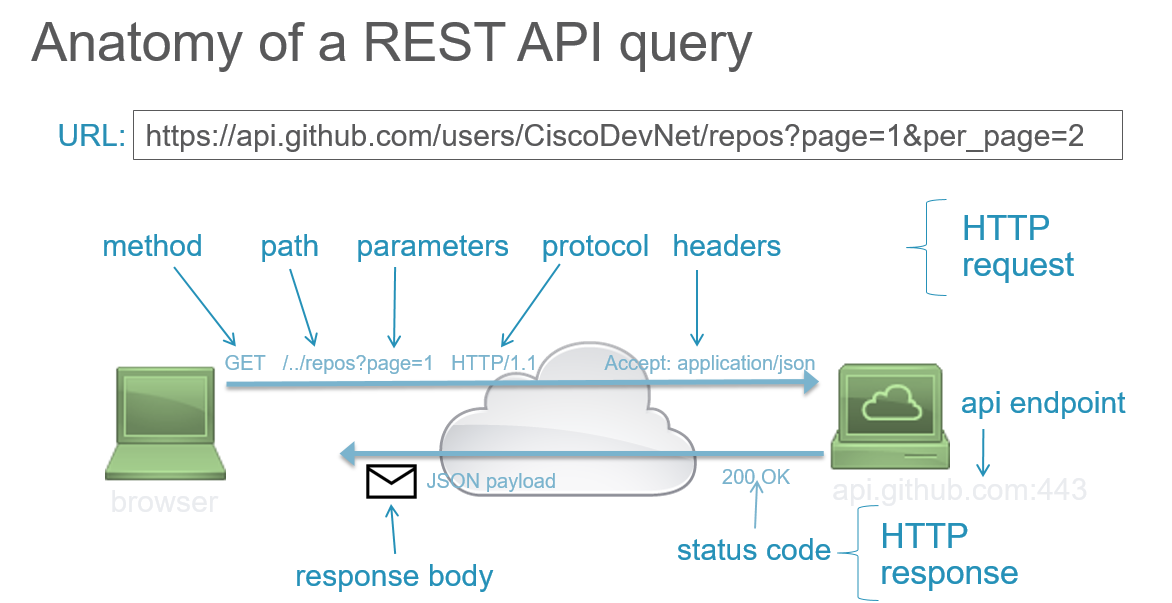 Anatomy of a REST API query
URL: https://api.github.com/users/CiscoDevNet/repos?page=1&per_page=2
method path parameters protocol headers
HTTP
request
GET /../repos?page=1 HTTP/1.1 Accept: application/json
api endpoint
JSON payload 200 OK
browser api.github.com:443
response body
status code
HTTP
response